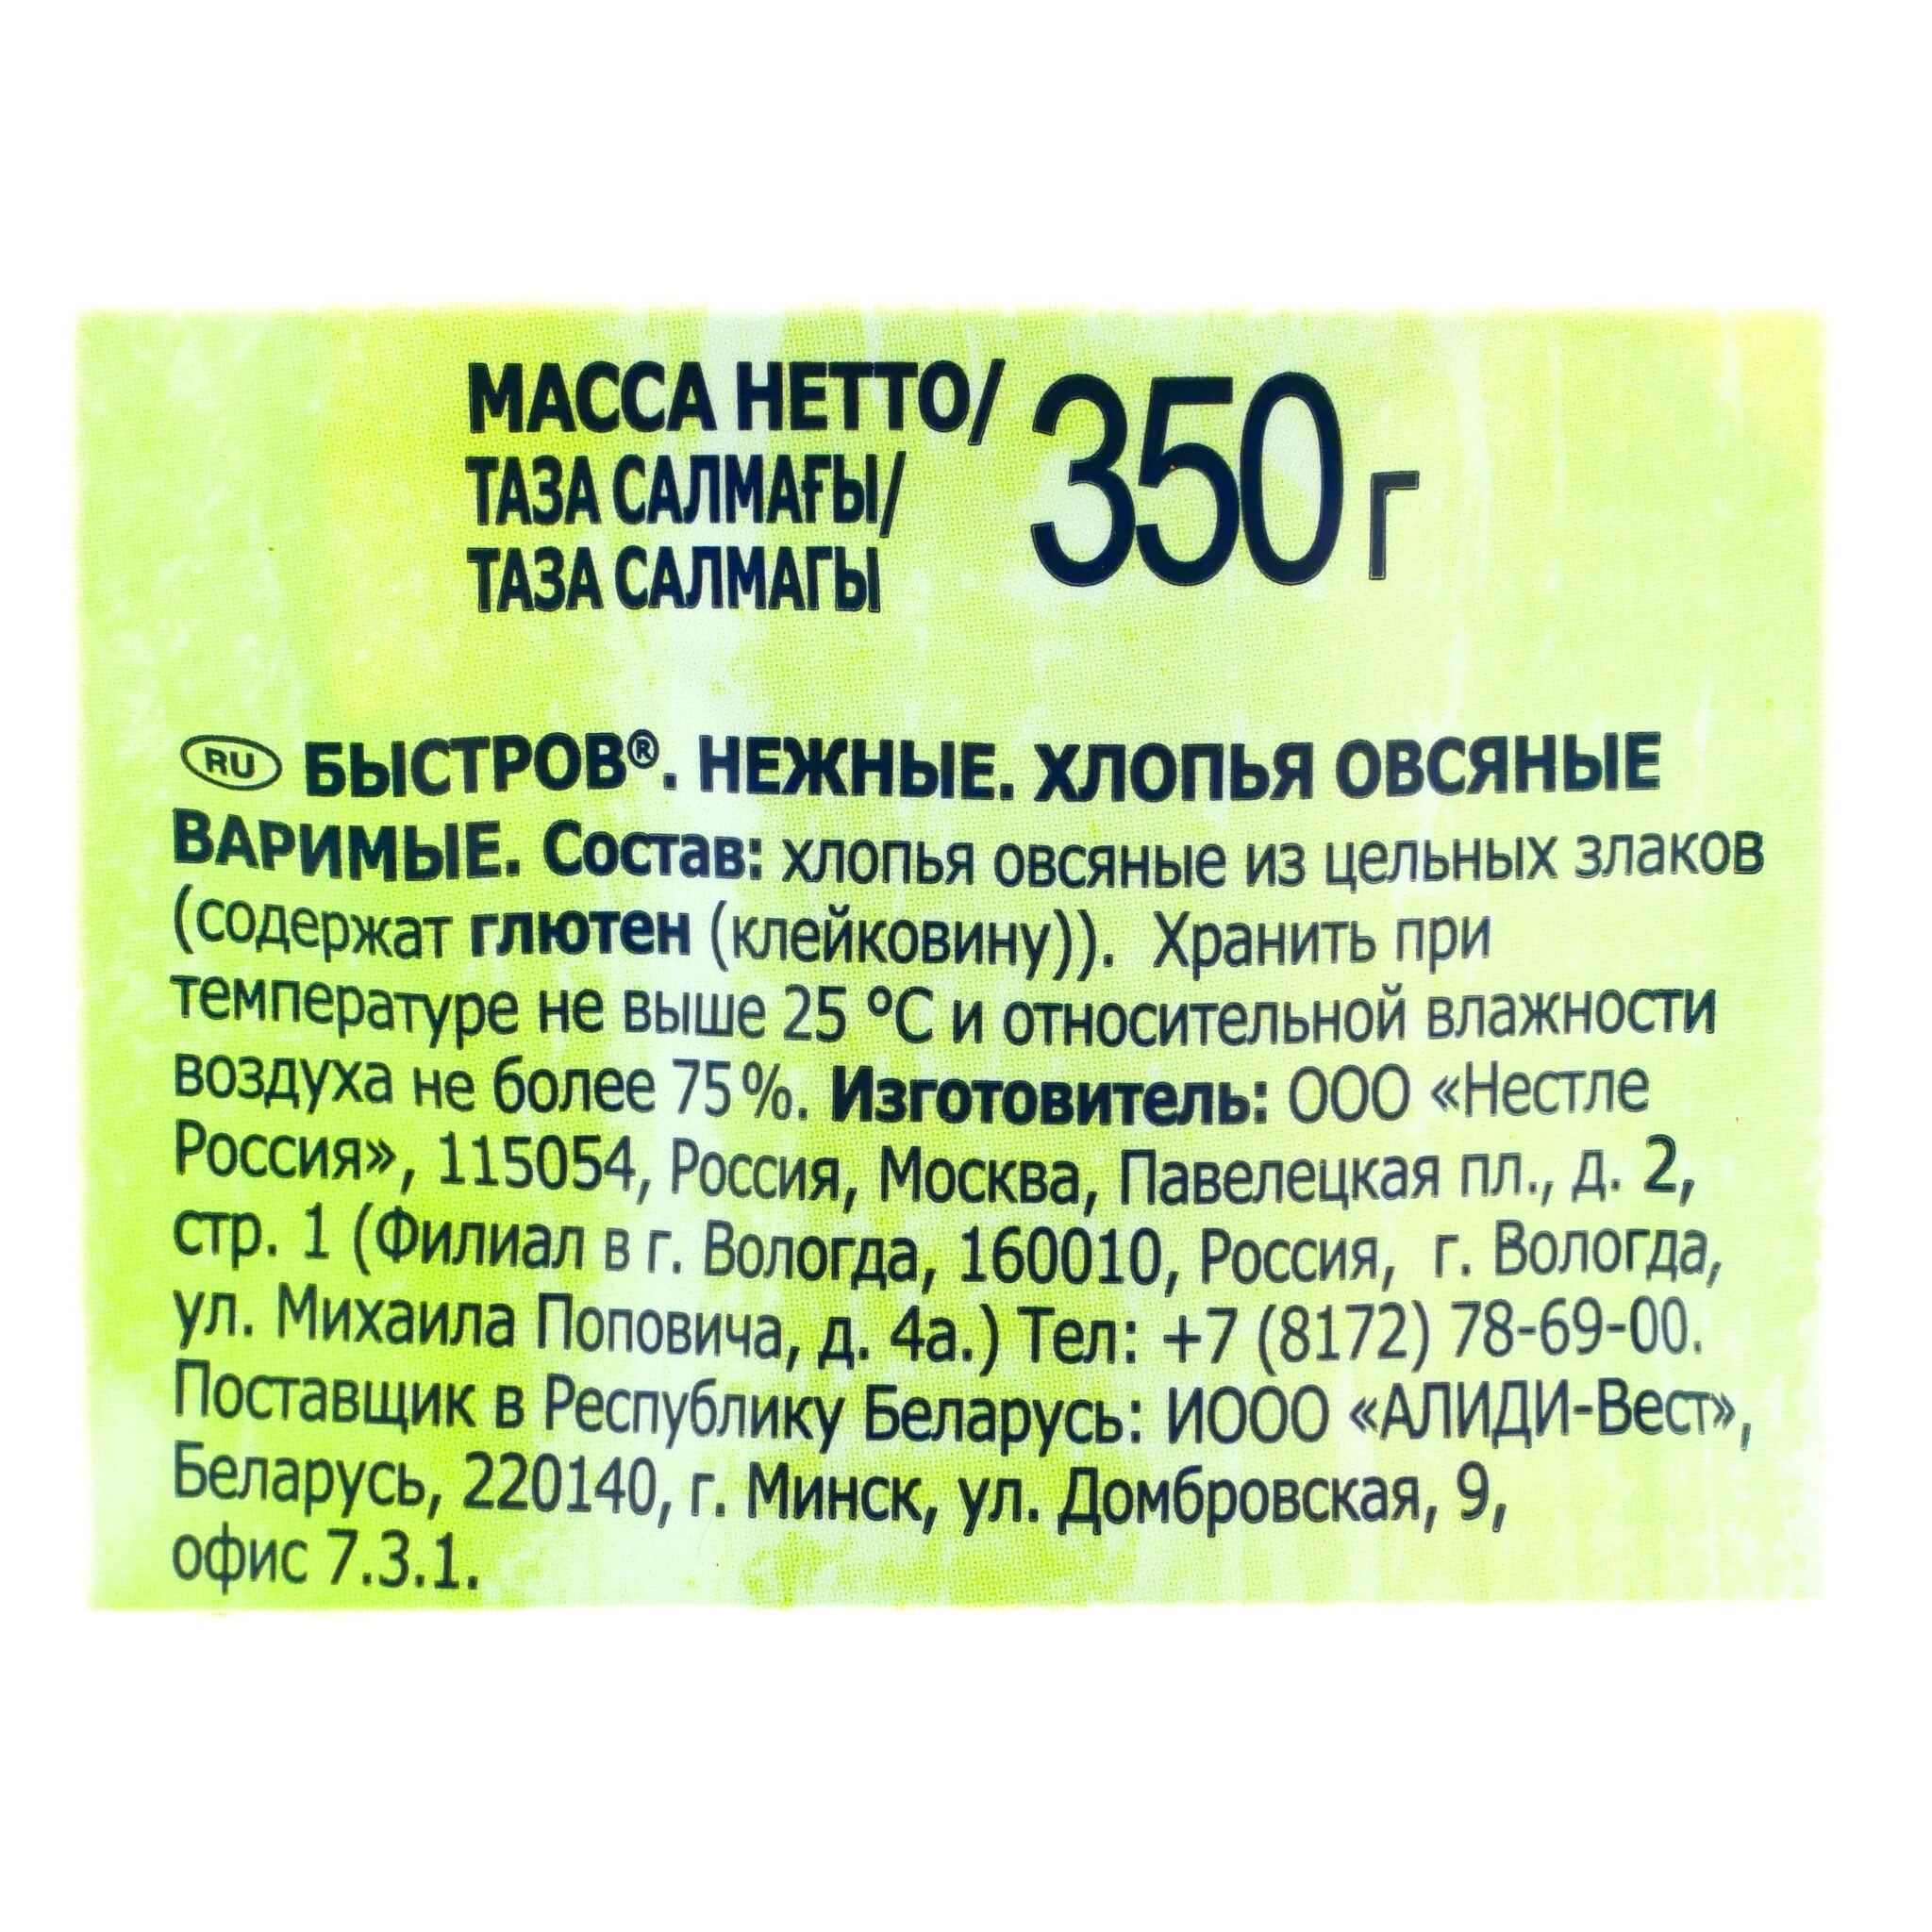 МАССА НЕТТО/
ТАЗА САЛМАҒЫ/
ТАЗА САЛМАГЫ
350 г
RU БЫСТРОВ®. НЕЖНЫЕ. ХЛОПЬЯ ОВСЯНЫЕ
ВАРИМЫЕ. Состав: хлопья овсяные из цельных злаков
(содержат глютен (клейковину)). Хранить при
температуре не выше 25 °С и относительной влажности
воздуха не более 75%. Изготовитель: ООО «Нестле
Россия», 115054, Россия, Москва, Павелецкая пл., д. 2,
стр. 1 (Филиал в г. Вологда, 160010, Россия, г. Вологда,
ул. Михаила Поповича, д. 4а.) Тел: +7 (8172) 78-69-00.
Поставщик в Республику Беларусь: ИООО «АЛИДИ-Вест»,
Беларусь, 220140, г. Минск, ул. Домбровская, 9,
офис 7.3.1.